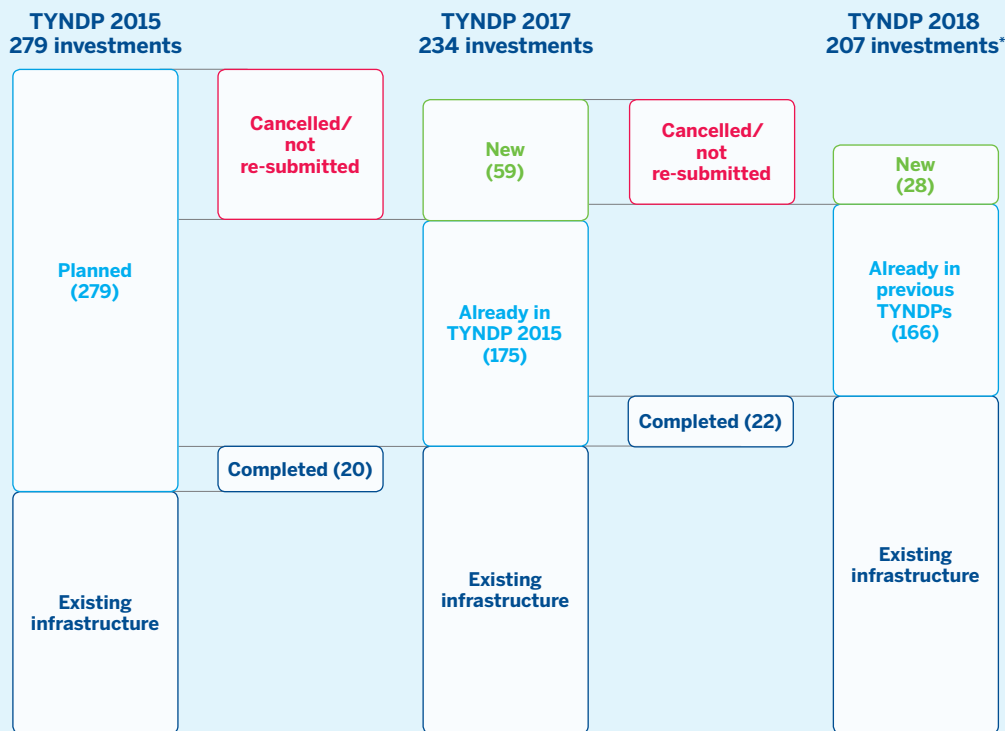 TYNDP 2015
279 investments
TYNDP 2017
234 investments
TYNDP 2018
207 investments*
Cancelled/
not
re-submitted
New
(59)
Cancelled/
not
re-submitted
New
(28)
Planned
(279)
Already in
TYNDP 2015
(175)
Already in
previous
TYNDPs
(166)
Completed (22)
Completed (20)
Existing
infrastructure
Existing
infrastructure
Existing
infrastructure